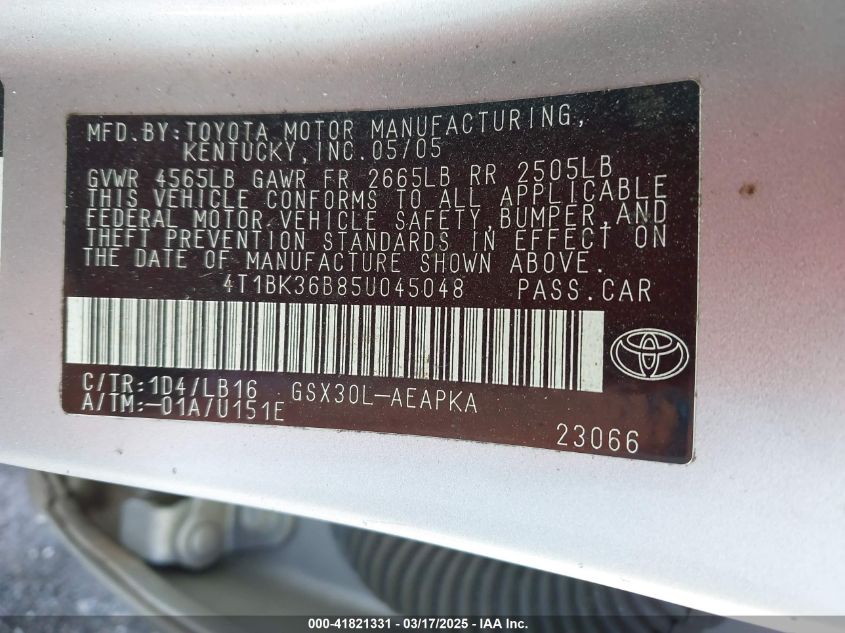 MFD.BY:TOYOTA MOTOR MANUFACTURING,
KENTUCKY, INC.05/05
GVWR 4565LB GAWR FR 2665LB RR 2505LB
THIS VEHICLE CONFORMS TO ALL APPLICABLE
FEDERAL MOTOR VEHICLE SAFETY, BUMPER, AND
THEFT PREVENTION STANDARDS IN EFFECT ON
THE DATE OF MANUFACTURE SHOWN ABOVE.
4T1BK36B85U045048 PASS.CAR
C/TR:1D4/LB16 GSX30L-AEAPKA
A/TM:-01A/U151E
23066
000-41821331 - 03/17/2025 - IAA Inc.